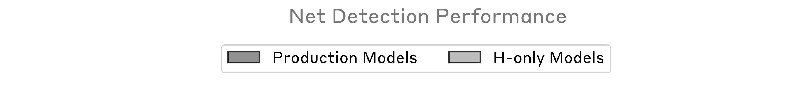 Net Detection Performance
Production Models H-only Models